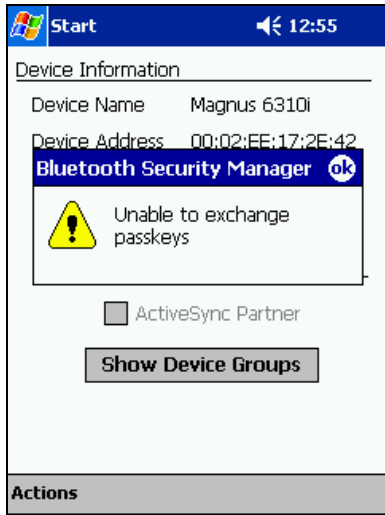 Start 12:55
Device Information
Device Name Magnus 6310i
Device Address 00:02:EE:17:2E:42
Bluetooth Security Manager ok
Unable to exchange
passkeys
ActiveSync Partner
Show Device Groups
Actions